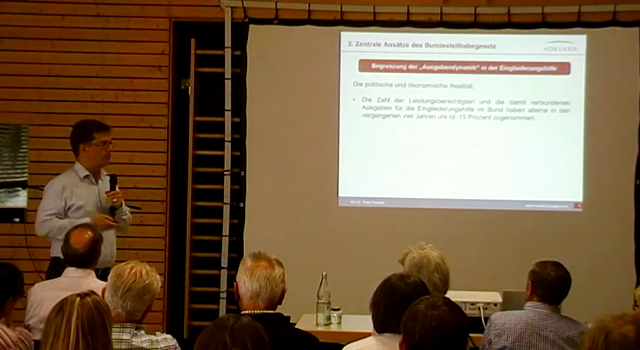 2. Zentrale Ansätze des Bundesteilhabegesetz
VOELKER
Begrenzung der „Ausgabendynamik" in der Eingliederungshilfe
Die politische und ökonomische Realität:
• Die Zahl der Leistungsberechtigten und die damit verbundenen
Ausgaben für die Eingliederungshilfe im Bund haben alleine in den
vergangenen vier Jahren um rd. 15 Prozent zugenommen.